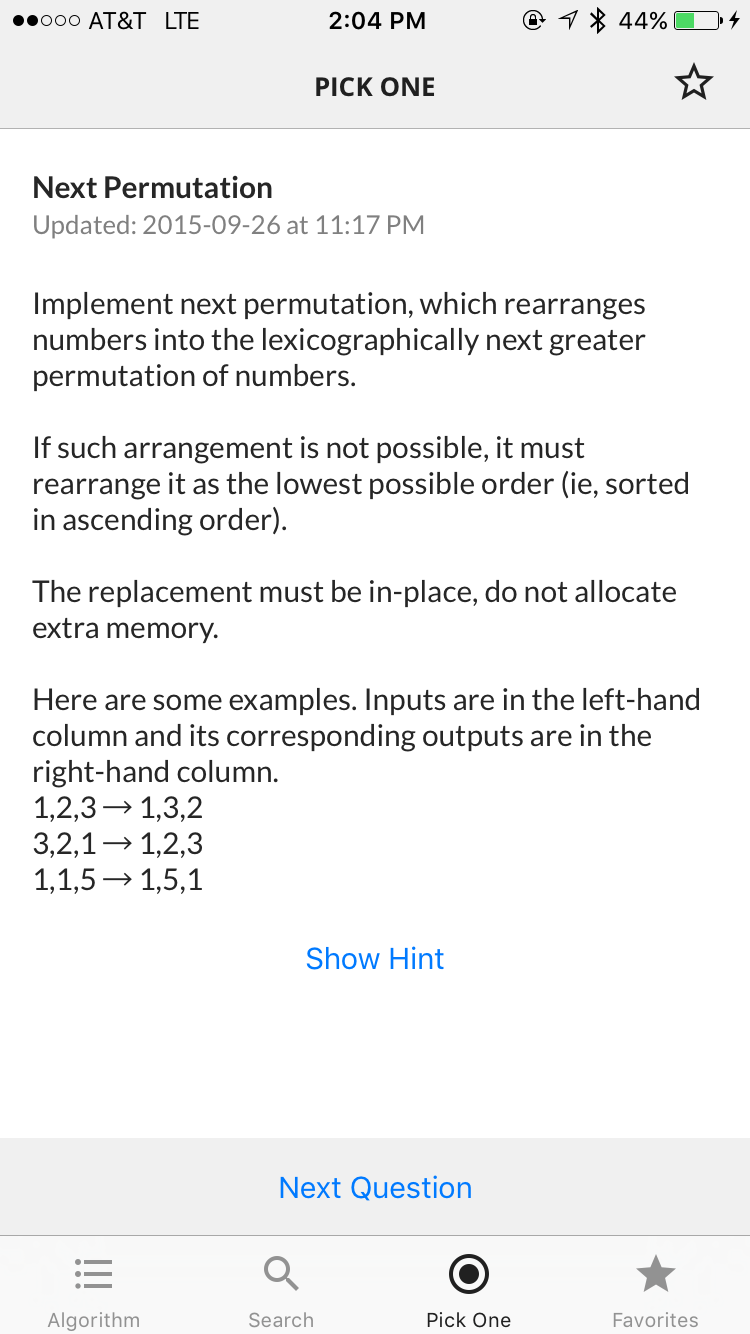 AT&T LTE 2:04 PM 44%
PICK ONE
Next Permutation
Updated: 2015-09-26 at 11:17 PM
Implement next permutation, which rearranges
numbers into the lexicographically next greater
permutation of numbers.
If such arrangement is not possible, it must
rearrange it as the lowest possible order (ie, sorted
in ascending order).
The replacement must be in-place, do not allocate
extra memory.
Here are some examples. Inputs are in the left-hand
column and its corresponding outputs are in the
right-hand column.
1,2,3 → 1,3,2
3,2,1 → 1,2,3
1,1,5 → 1,5,1
Show Hint
Next Question
Algorithm Search Pick One Favorites